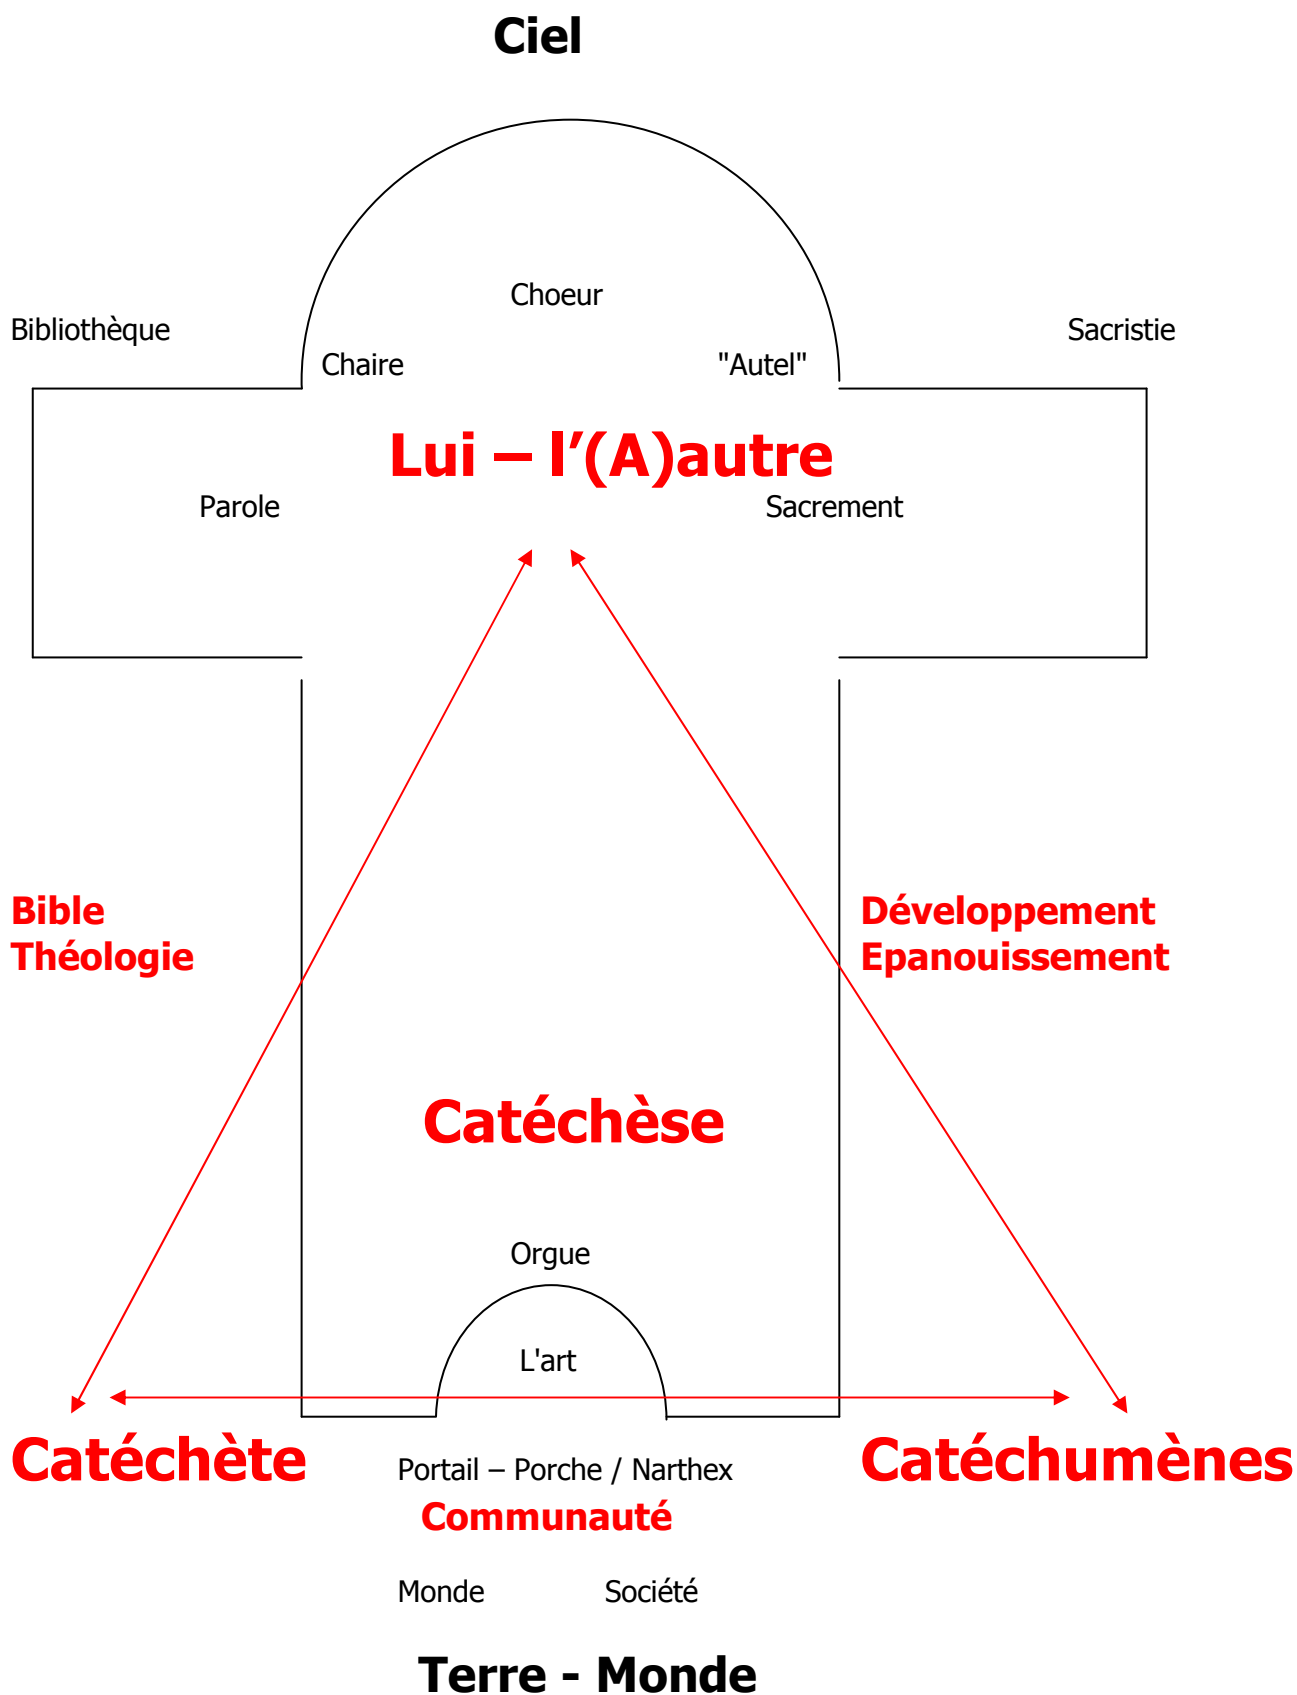 Ciel
Choeur
Bibliothèque
Sacristie
Chaire
"Autel"
Lui – l’(A)autre
Parole
Sacrement
Bible
Théologie
Développement
Epanouissement
Catéchèse
Orgue
L'art
Catéchète
Portail – Porche / Narthex
Catéchumènes
Communauté
Monde
Société
Terre - Monde